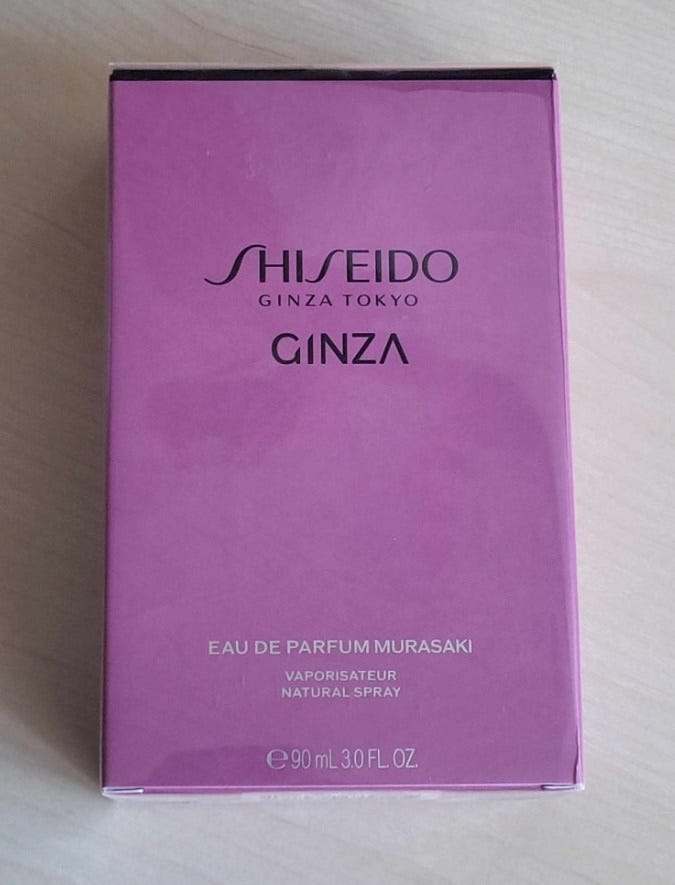 SHISEIDO
GINZA TOKYO
GINZA
EAU DE PARFUM MURASAKI
VAPORISATEUR
NATURAL SPRAY
℮ 90 mL 3.0 FL. OZ.